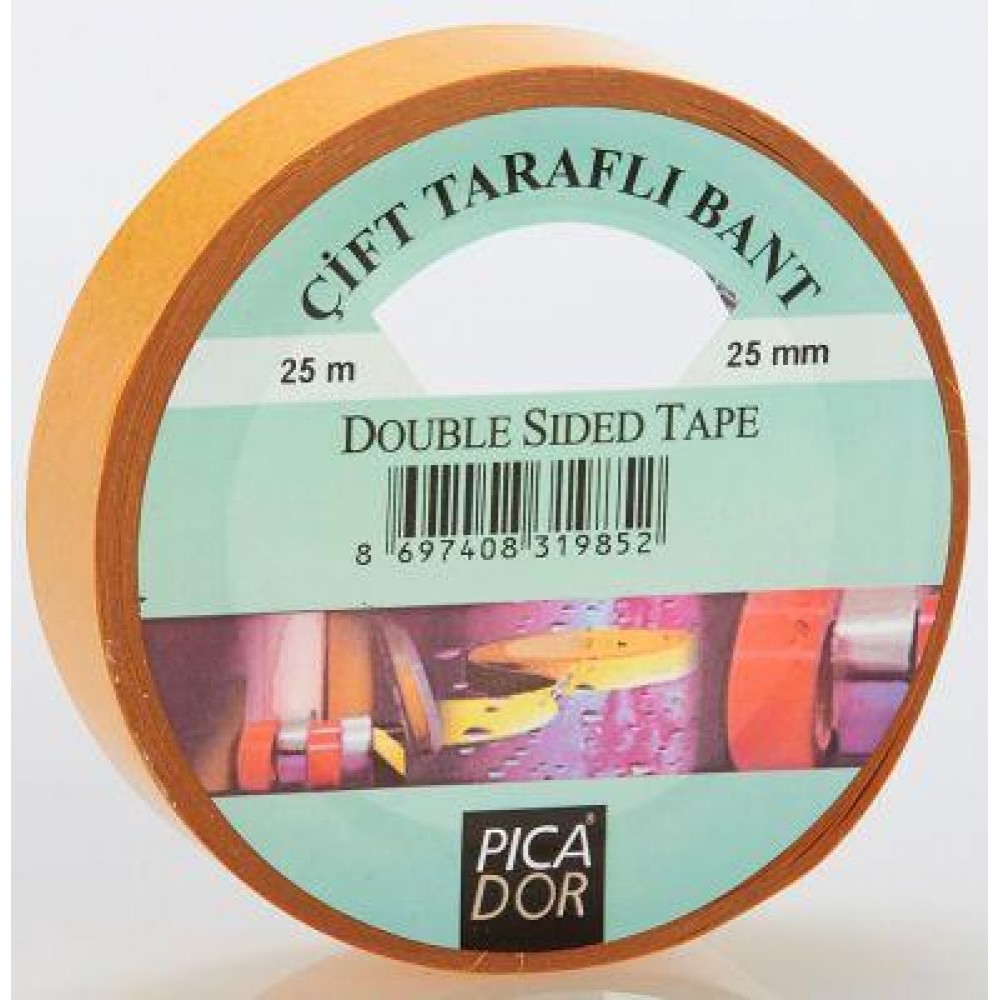 ÇİFT TARAFLI BANT
25 m
25 mm
DOUBLE SIDED TAPE
8 697408 319852
PICA®
DOR